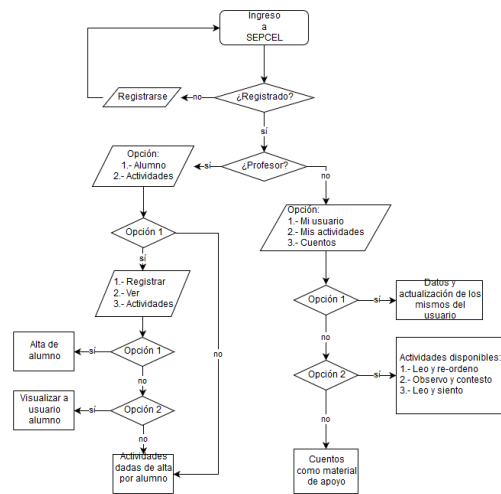 Ingreso
a
SEPCEL
Registrarse
no
¿Registrado?
sí
Opción:
1.- Alumno
2.- Actividades
sí
¿Profesor?
no
Opción:
1.- Mi usuario
2.- Mis actividades
3.- Cuentos
Opción 1
sí
no
1.- Registrar
2.- Ver
3.- Actividades
Opción 1
sí
Datos y
actualización de los
mismos del
usuario
no
Alta de
alumno
sí
Opción 1
no
Opción 2
sí
Actividades disponibles:
1.- Leo y re-ordeno
2.- Observo y contesto
3.- Leo y siento
no
Visualizar a
usuario
alumno
sí
Opción 2
no
Actividades
dadas de alta
por alumno
Cuentos
como material
de apoyo